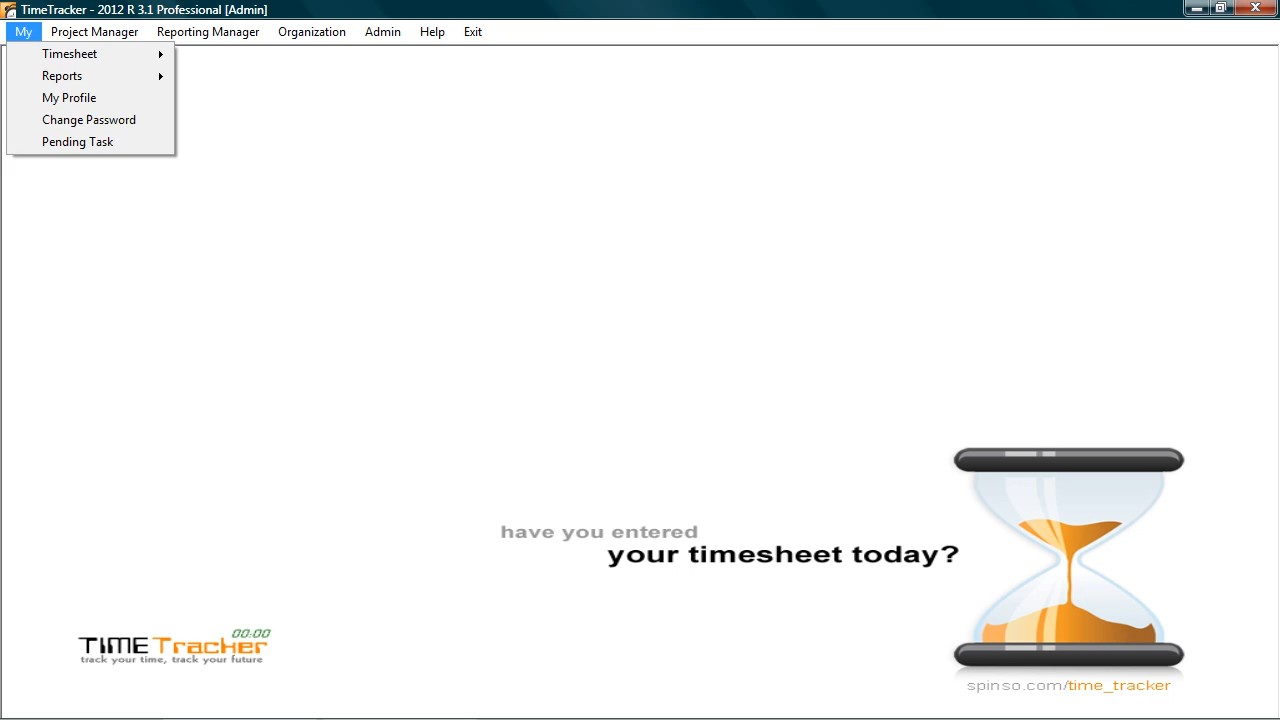 TimeTracker - 2012 R 3.1 Professional [Admin]
My Project Manager Reporting Manager Organization Admin Help Exit
Timesheet
Reports
My Profile
Change Password
Pending Task
have you entered
your timesheet today?
00:00
TIME Tracker
track your time, track your future
spinso.com/time_tracker